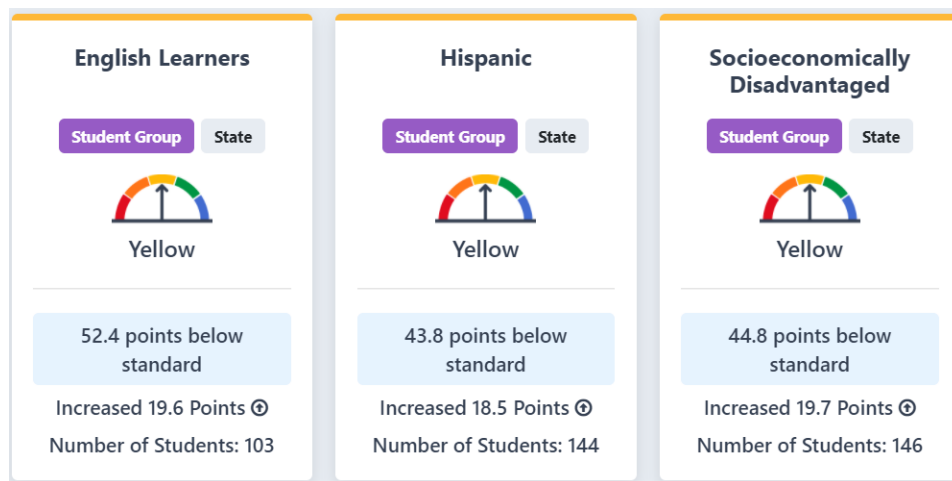 English Learners
Student Group State
Yellow
52.4 points below
standard
Increased 19.6 Points
Number of Students: 103
Hispanic
Student Group State
Yellow
43.8 points below
standard
Increased 18.5 Points
Number of Students: 144
Socioeconomically
Disadvantaged
Student Group State
Yellow
44.8 points below
standard
Increased 19.7 Points
Number of Students: 146